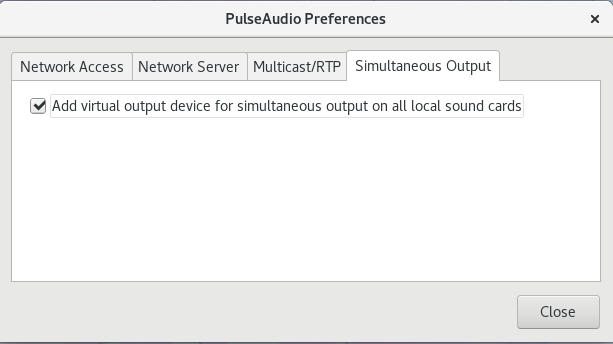 PulseAudio Preferences
Network Access Network Server Multicast/RTP Simultaneous Output
Add virtual output device for simultaneous output on all local sound cards
Close